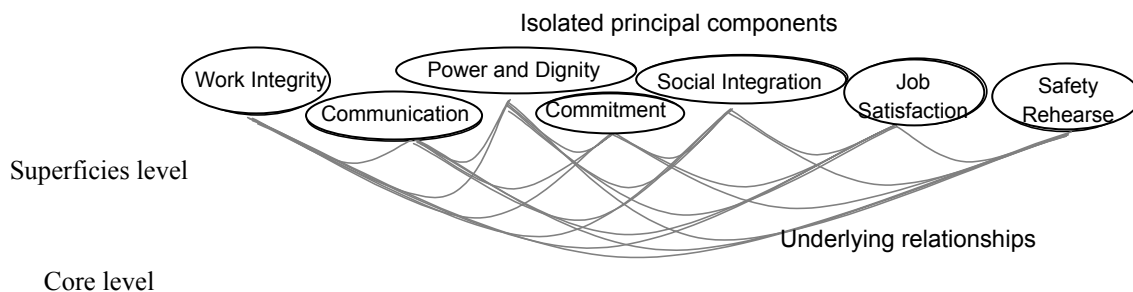 Isolated principal components
Work Integrity
Power and Dignity
Social Integration
Job
Satisfaction
Safety
Rehearse
Communication
Commitment
Superficies level
Underlying relationships
Core level